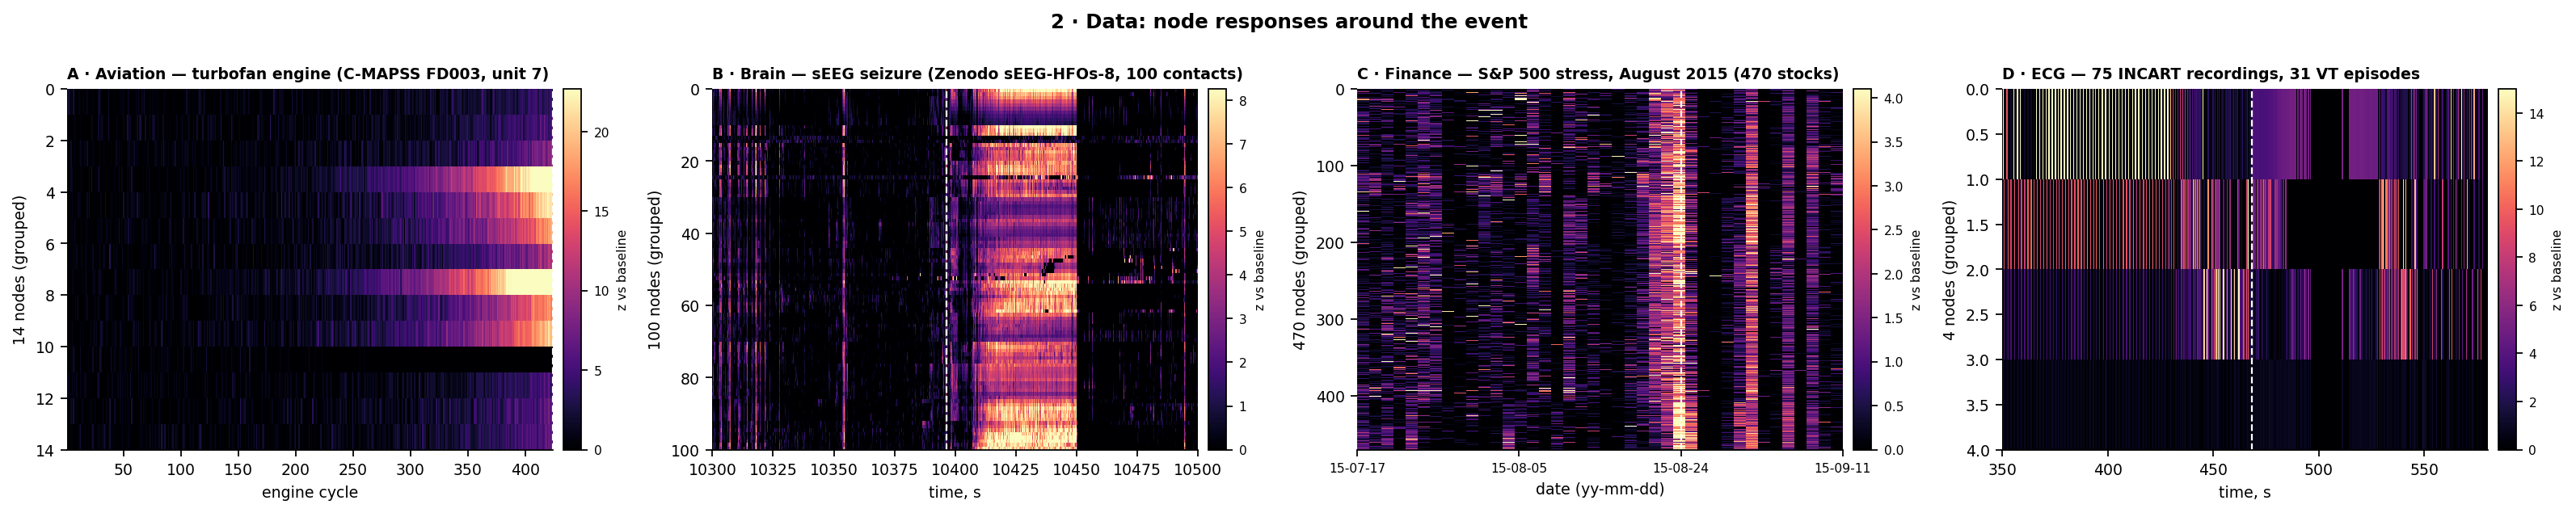 2 · Data: node responses around the event
A · Aviation — turbofan engine (C-MAPSS FD003, unit 7)
0
2
4
6
8
10
12
14
14 nodes (grouped)
50 100 150 200 250 300 350 400
engine cycle
20
15
10
5
0
z vs baseline
B · Brain — sEEG seizure (Zenodo sEEG-HFOs-8, 100 contacts)
0
20
40
60
80
100
100 nodes (grouped)
10300 10325 10350 10375 10400 10425 10450 10475 10500
time, s
8
7
6
5
4
3
2
1
0
z vs baseline
C · Finance — S&P 500 stress, August 2015 (470 stocks)
0
100
200
300
400
470 nodes (grouped)
15-07-17 15-08-05 15-08-24 15-09-11
date (yy-mm-dd)
4.0
3.5
3.0
2.5
2.0
1.5
1.0
0.5
0.0
z vs baseline
D · ECG — 75 INCART recordings, 31 VT episodes
0.0
0.5
1.0
1.5
2.0
2.5
3.0
3.5
4.0
4 nodes (grouped)
350 400 450 500 550
time, s
14
12
10
8
6
4
2
0
z vs baseline